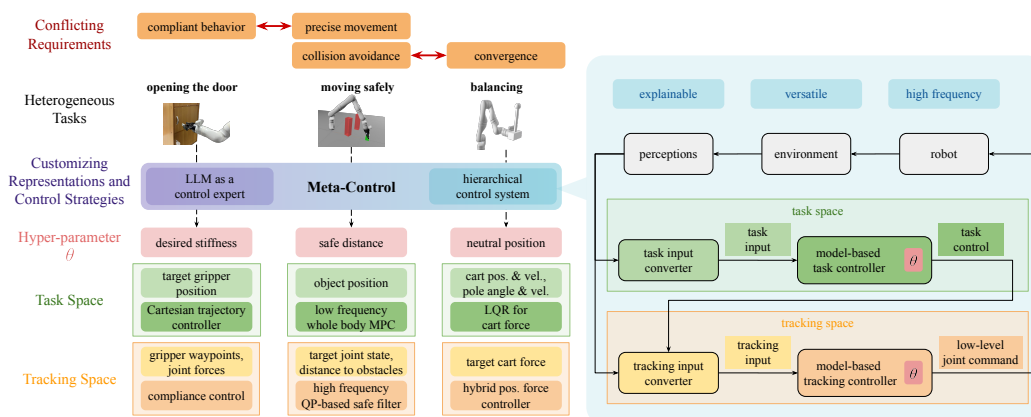 Conflicting
Requirements
compliant behavior
precise movement
collision avoidance
convergence
Heterogeneous
Tasks
opening the door
moving safely
balancing
Customizing
Representations and
Control Strategies
LLM as a
control expert
Meta-Control
hierarchical
control system
Hyper-parameter
θ
desired stiffness
safe distance
neutral position
Task Space
target gripper
position
Cartesian trajectory
controller
object position
low frequency
whole body MPC
cart pos. & vel.,
pole angle & vel.
LQR for
cart force
Tracking Space
gripper waypoints,
joint forces
compliance control
target joint state,
distance to obstacles
high frequency
QP-based safe filter
target cart force
hybrid pos. force
controller
explainable
versatile
high frequency
perceptions
environment
robot
task space
task input
converter
task
input
model-based
task controller
θ
task
control
tracking space
tracking input
converter
tracking
input
model-based
tracking controller
θ
low-level
joint command